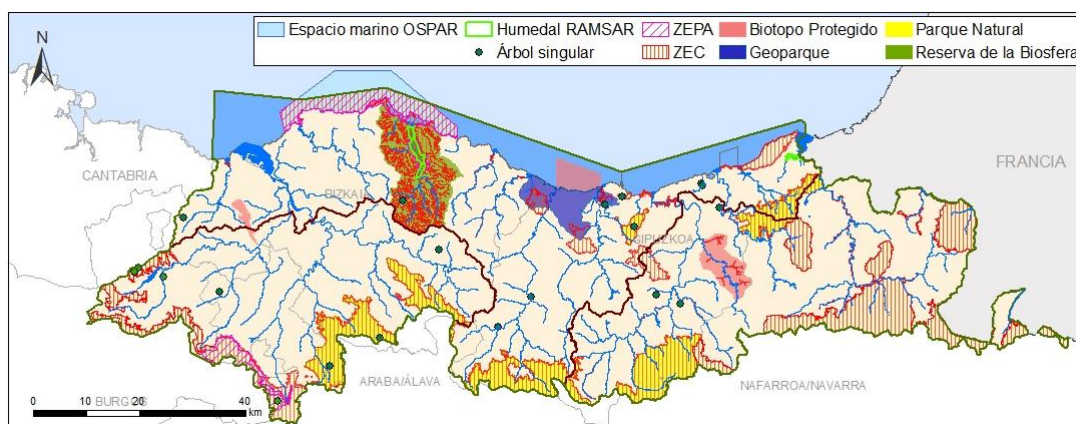 N
Espacio marino OSPAR Humedal RAMSAR ZEPA Biotopo Protegido Parque Natural
Árbol singular ZEC Geoparque Reserva de la Biosfera
FRANCIA
CANTABRIA
BIZKAIA
GIPUZKOA
ARABA/ÁLAVA
NAFARROA/NAVARRA
BURGOS
0 10 20 40
km